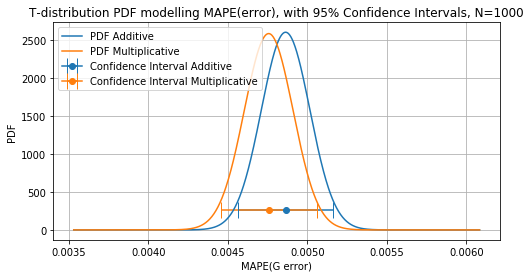 T-distribution PDF modelling MAPE(error), with 95% Confidence Intervals, N=1000
PDF Additive
PDF Multiplicative
Confidence Interval Additive
Confidence Interval Multiplicative
PDF
2500
2000
1500
1000
500
0
0.0035
0.0040
0.0045
0.0050
0.0055
0.0060
MAPE(G error)